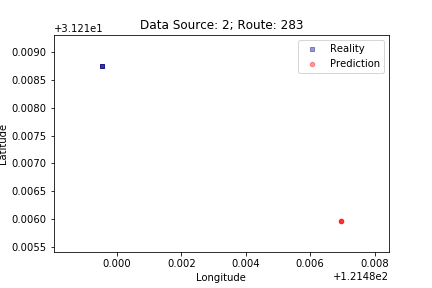 Data Source: 2; Route: 283
+3.121e1
Reality
Prediction
0.0090
0.0085
0.0080
0.0075
0.0070
0.0065
0.0060
0.0055
Latitude
0.000 0.002 0.004 0.006 0.008
Longitude
+1.2148e2